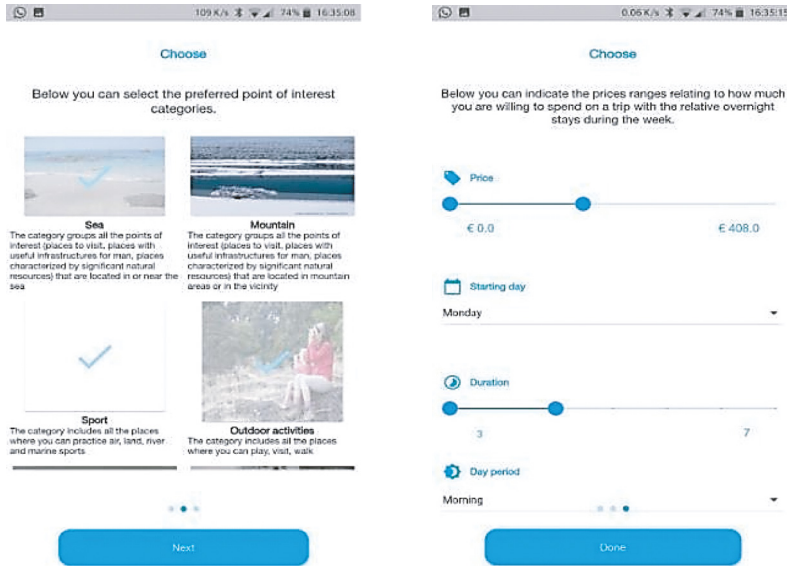 109 K/s 74% 16:35:08
Choose
Below you can select the preferred point of interest
categories.
Sea
The category groups all the points of
interest (places to visit, places with
useful infrastructures for man, places
characterized by significant natural
resources) that are located in or near the
sea
Mountain
The category groups all the points of
interest (places to visit, places with
useful infrastructures for man, places
characterized by significant natural
resources) that are located in mountain
areas or in the vicinity
Sport
The category includes all the places
where you can practice air, land, river
and marine sports
Outdoor activities
The category includes all the places
where you can play, visit, walk
Next
0.06 K/s 74% 16:35:15
Choose
Below you can indicate the prices ranges relating to how much
you are willing to spend on a trip with the relative overnight
stays during the week.
Price
€ 0.0 € 408.0
Starting day
Monday
Duration
3 7
Day period
Morning
Done